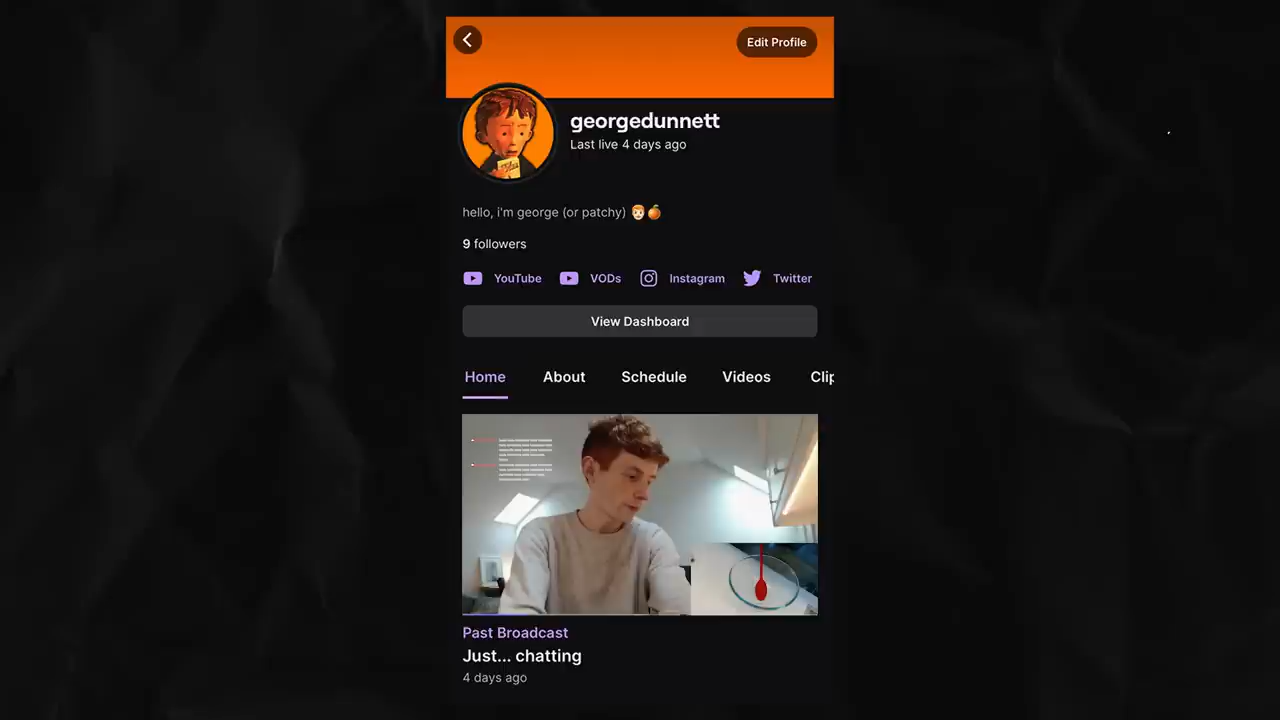 Edit Profile
georgedunnett
Last live 4 days ago
hello, i'm george (or patchy)
9 followers
YouTube VODs Instagram Twitter
View Dashboard
Home About Schedule Videos Clip
Past Broadcast
Just... chatting
4 days ago